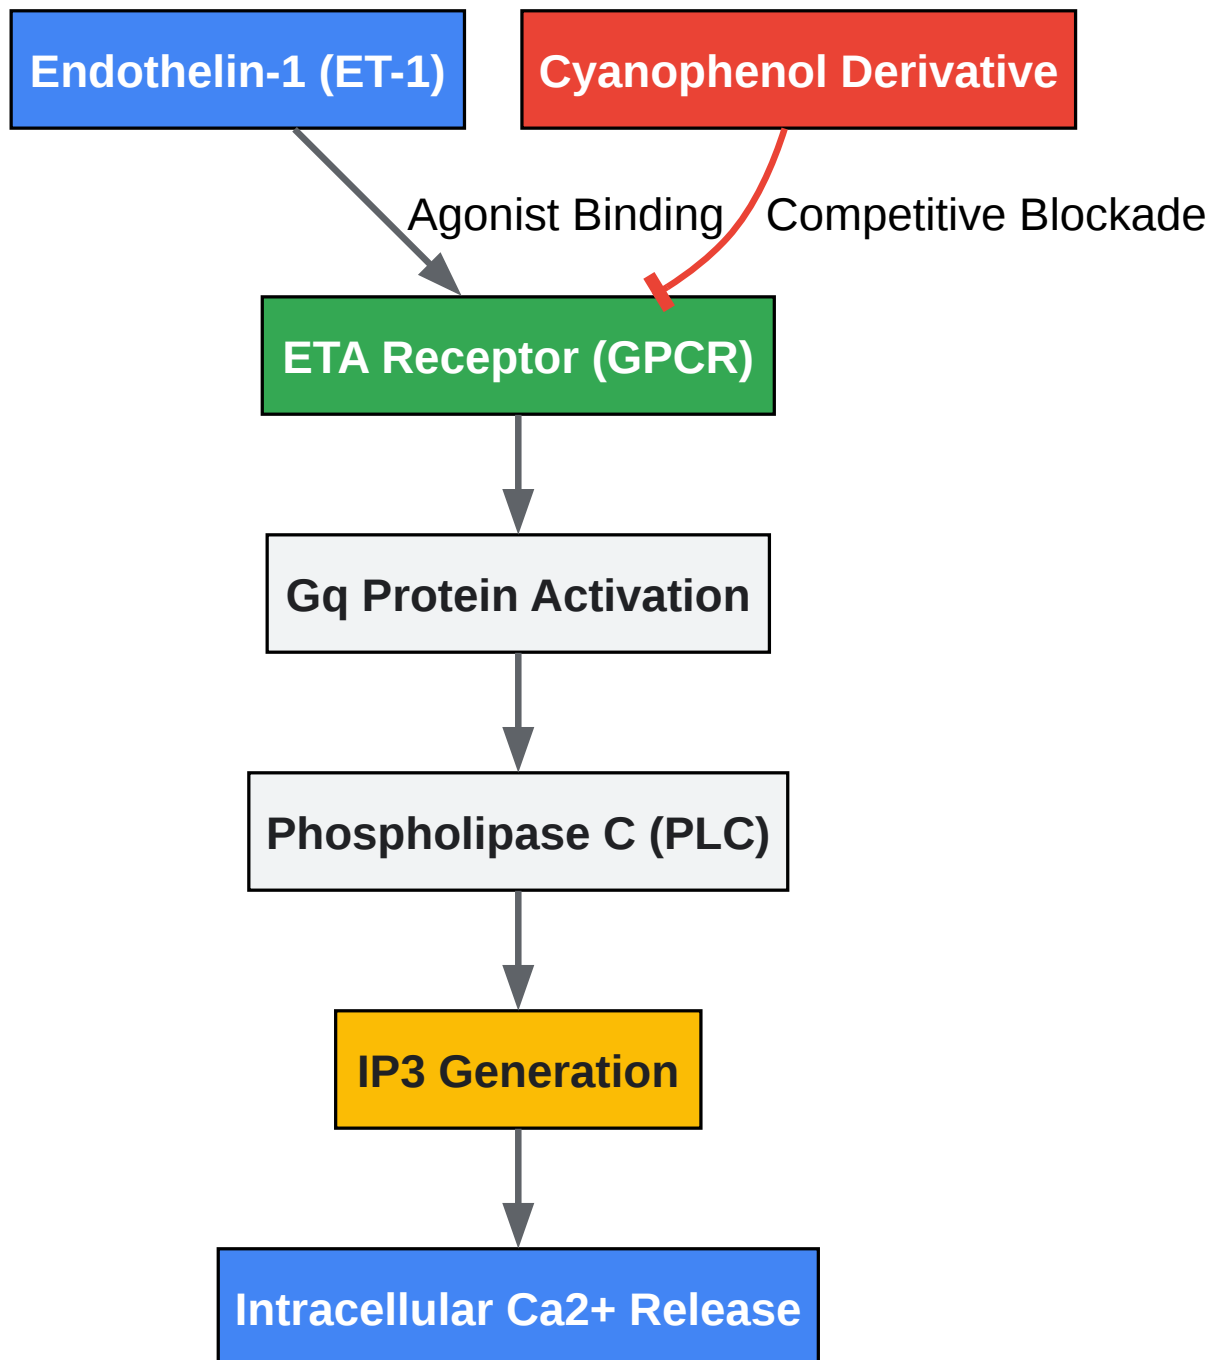 Endothelin-1 (ET-1)
Cyanophenol Derivative
Agonist Binding
Competitive Blockade
ETA Receptor (GPCR)
Gq Protein Activation
Phospholipase C (PLC)
IP3 Generation
Intracellular Ca2+ Release